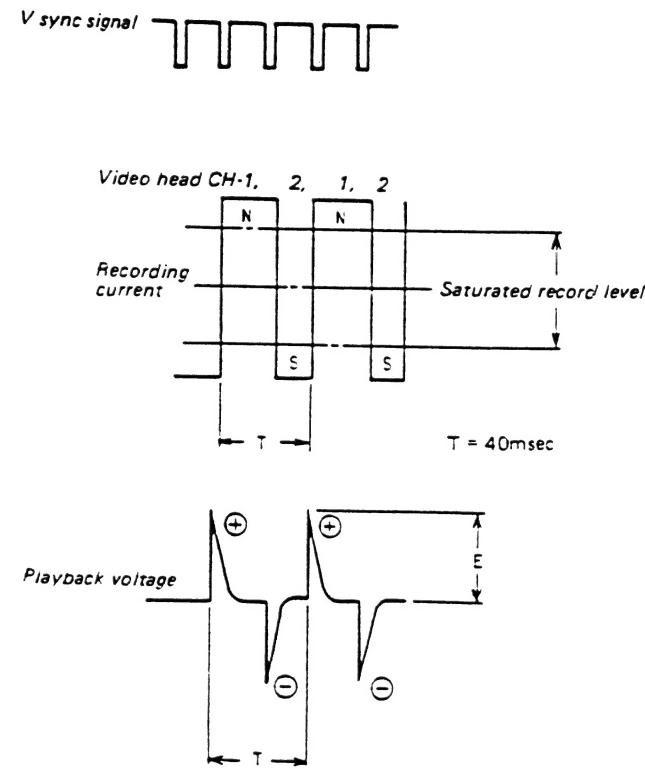 V sync signal
Video head CH-1, 2, 1, 2
N N
Recording
current
Saturated record level
S S
T
T = 40msec
+ +
E
Playback voltage
− −
T